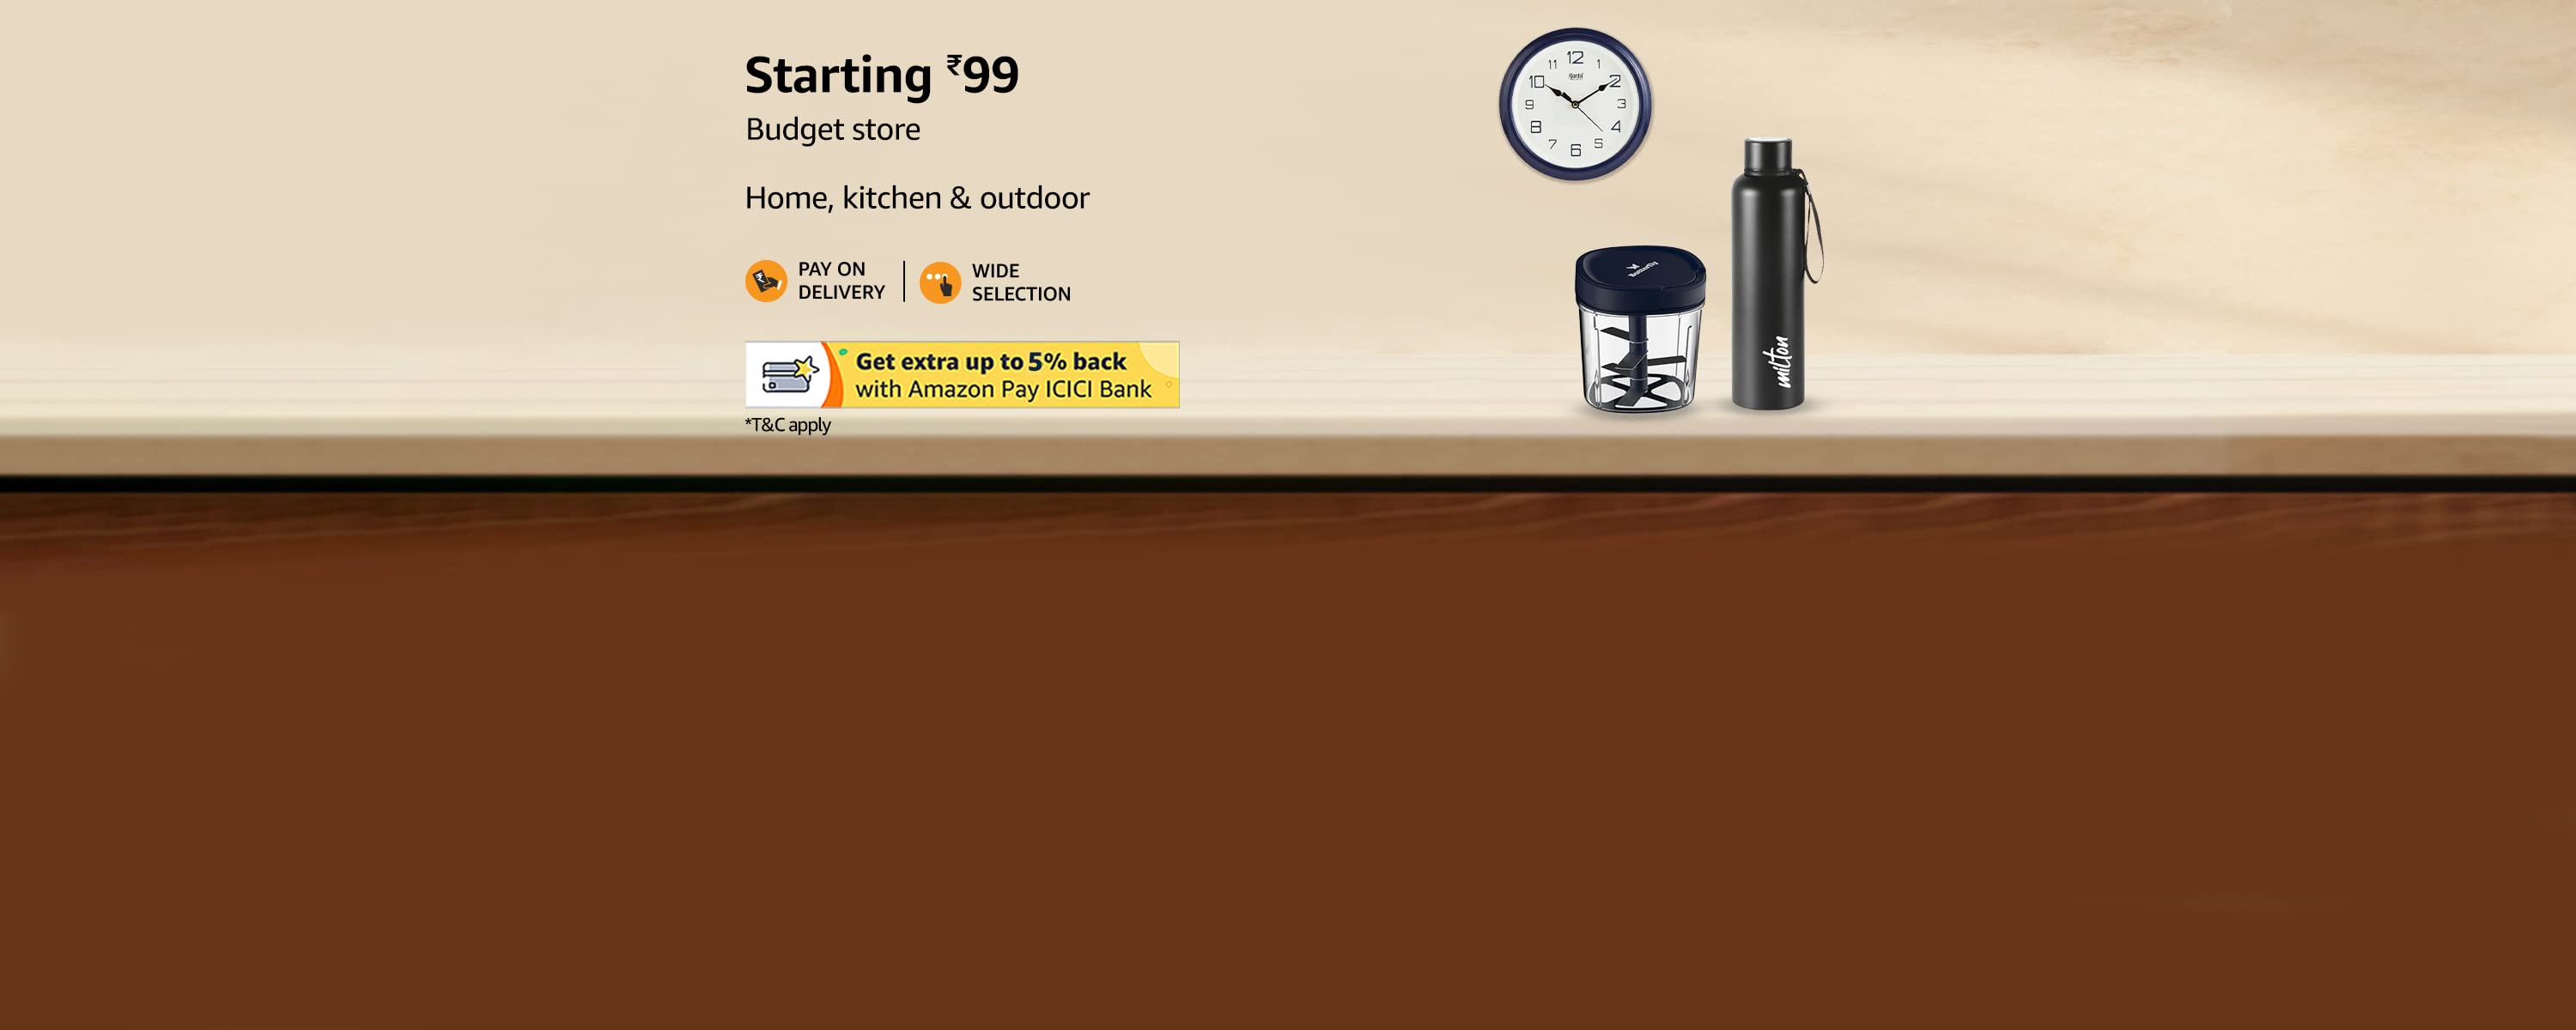 Starting ₹99
Budget store
Home, kitchen & outdoor
PAY ON
DELIVERY
WIDE
SELECTION
Get extra up to 5% back
with Amazon Pay ICICI Bank
*T&C apply
12
11 1
10 2
9 3
8 4
7 5
6
Butterfly
milton